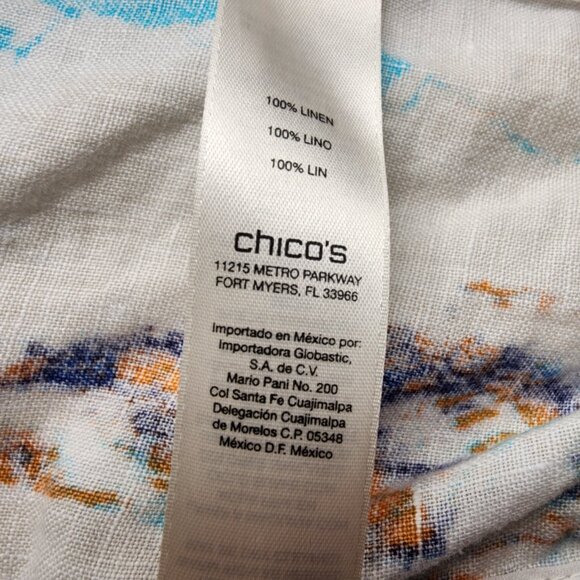 100% LINEN
100% LINO
100% LIN
chico's
11215 METRO PARKWAY
FORT MYERS, FL 33966
Importado en México por:
Importadora Globastic,
S.A. de C.V.
Mario Pani No. 200
Col Santa Fe Cuajimalpa
Delegación Cuajimalpa
de Morelos C.P. 05348
México D.F. México